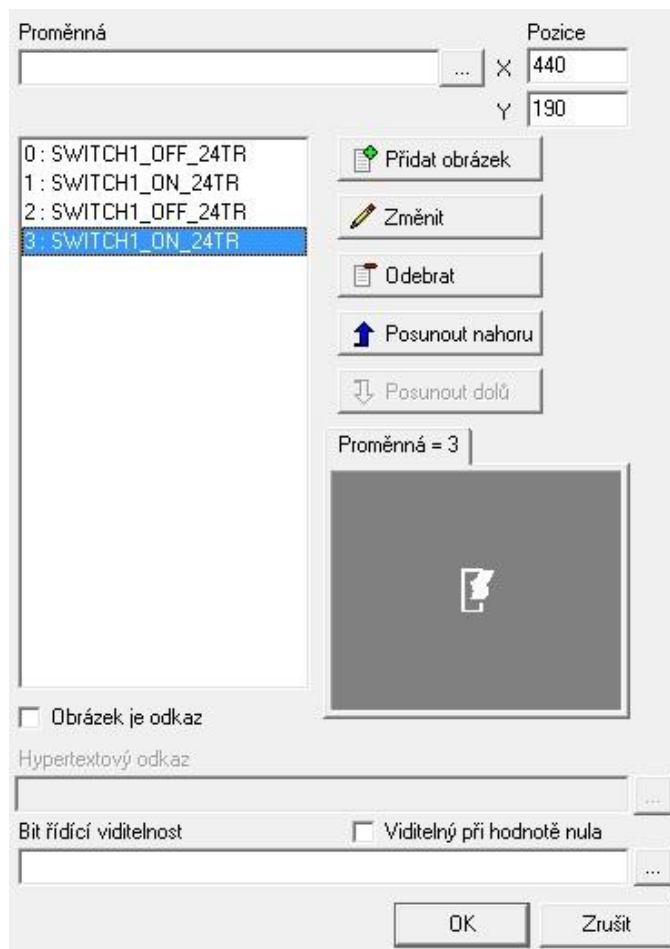 Proměnná
Pozice
...
X
440
Y
190
0 : SWITCH1_OFF_24TR
1 : SWITCH1_ON_24TR
2 : SWITCH1_OFF_24TR
3 : SWITCH1_ON_24TR
Přidat obrázek
Změnit
Odebrat
Posunout nahoru
Posunout dolů
Proměnná = 3
Obrázek je odkaz
Hypertextový odkaz
...
Bit řídící viditelnost
Viditelný při hodnotě nula
...
OK
Zrušit